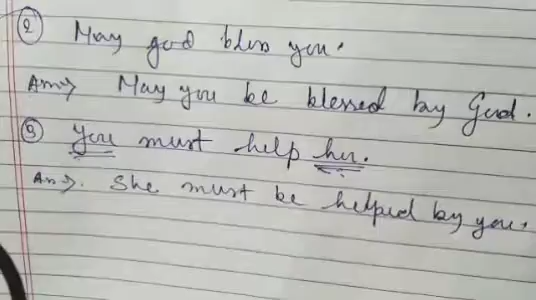 ② May god bless you.
Ans⇒ May you be blessed by God.
③ you must help her.
Ans⇒. She must be helped by you.